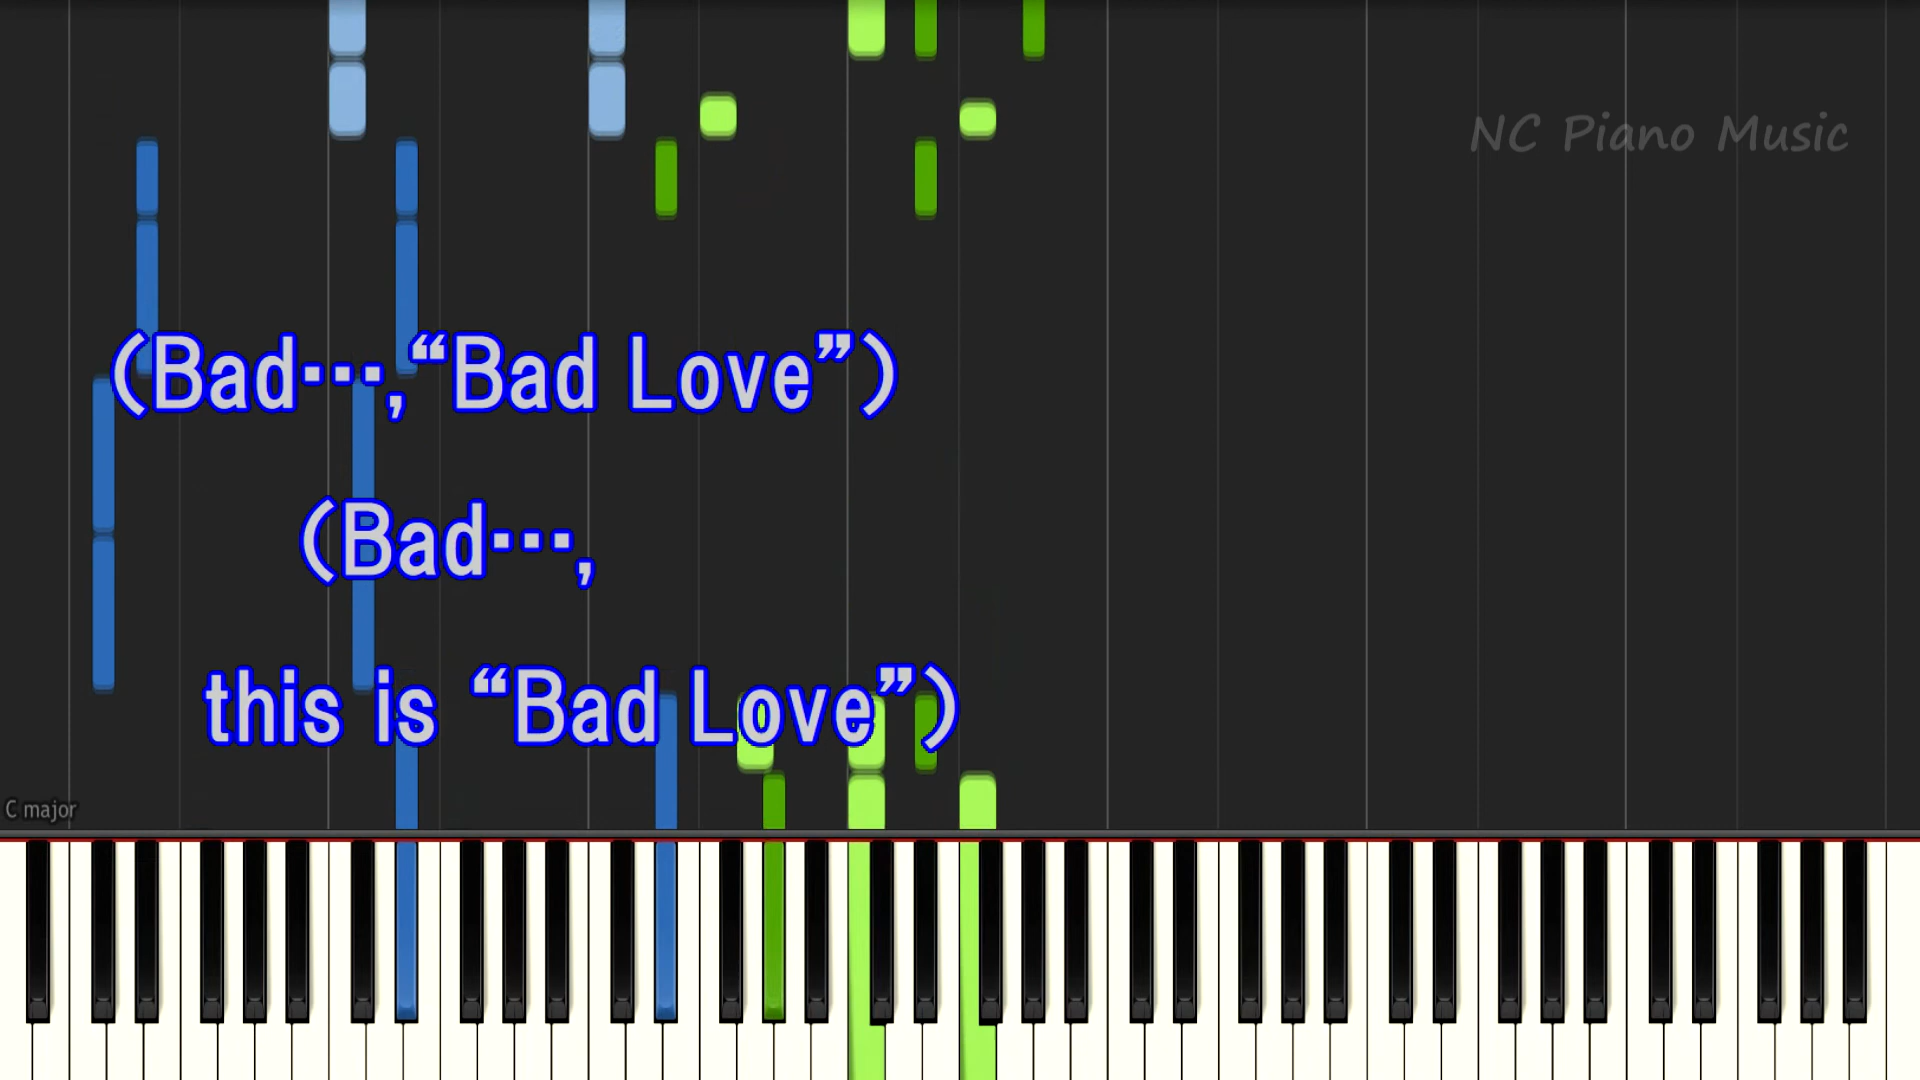 NC Piano Music
(Bad…,“Bad Love”)
(Bad…,
this is “Bad Love”)
C major